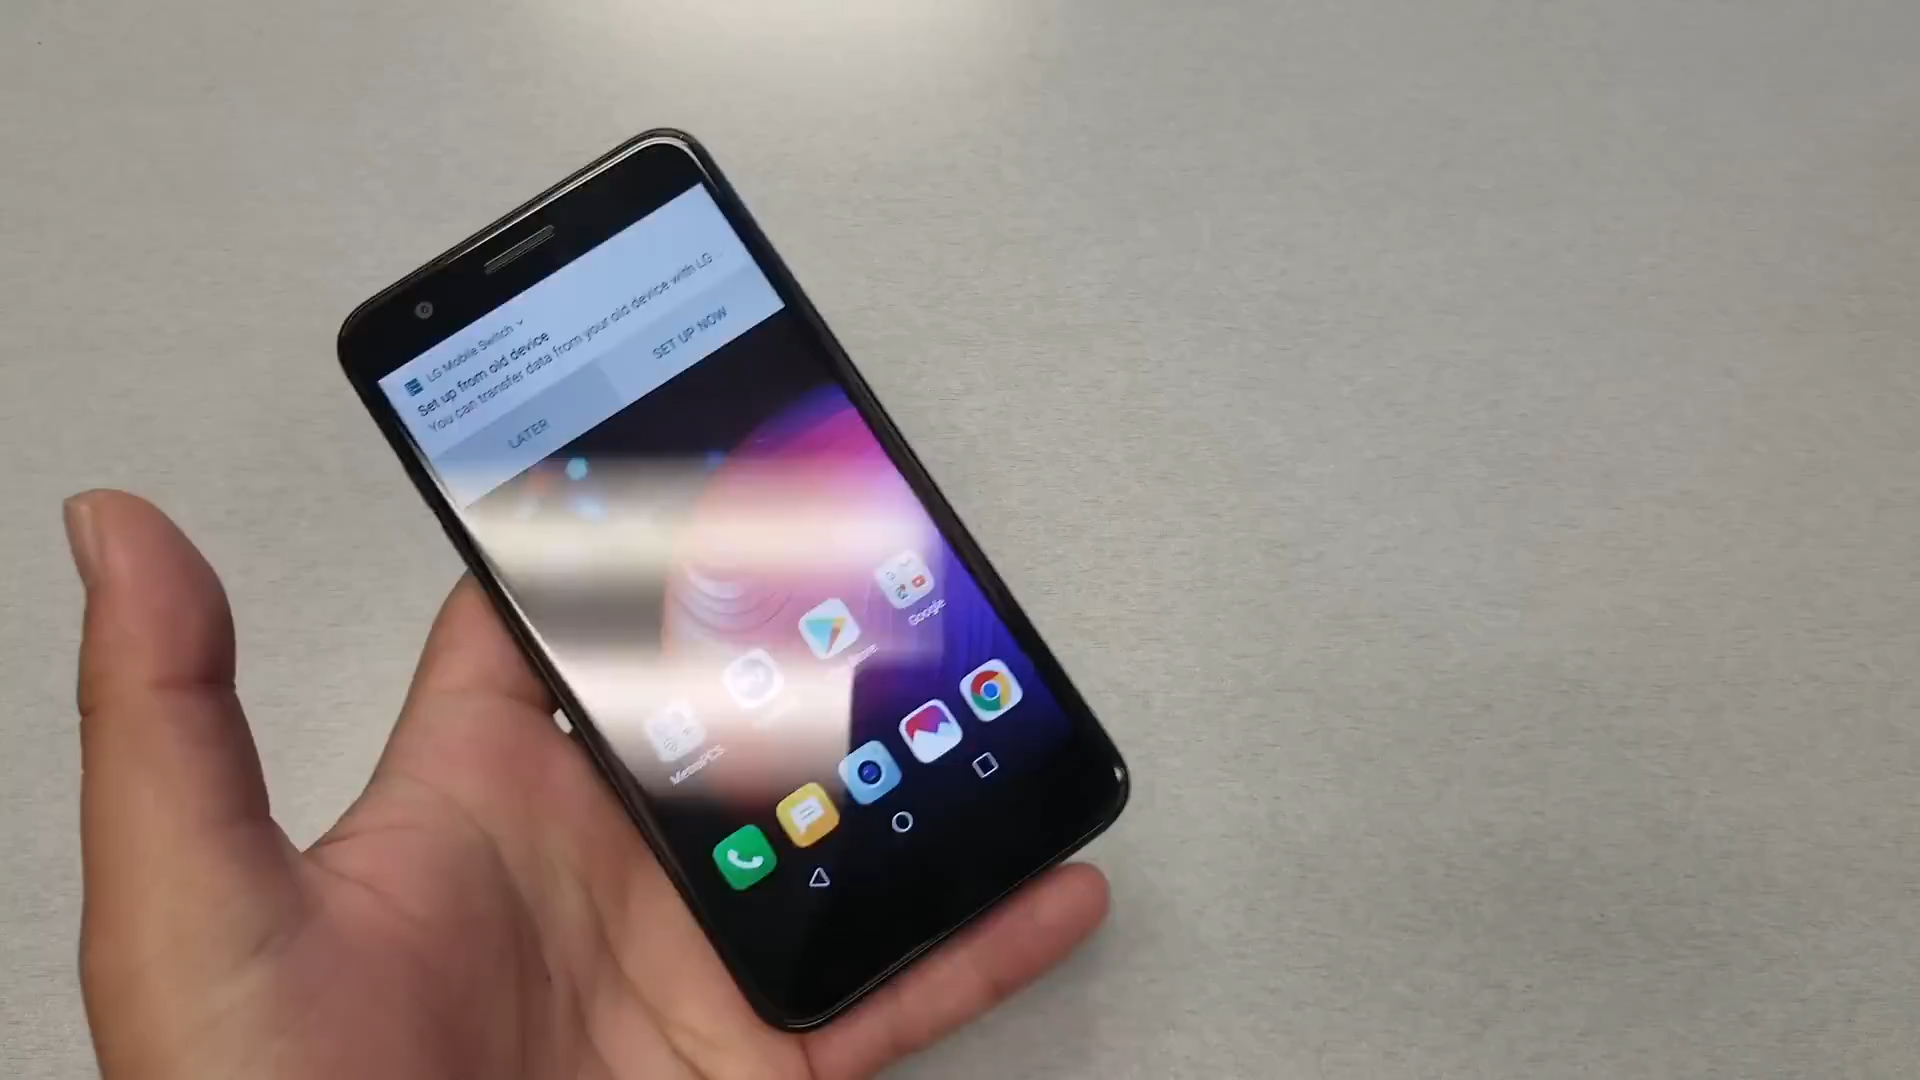 LG Mobile Switch
Set up from old device
You can transfer data from your old device with LG ...
LATER
SET UP NOW
Google
MetroPCS